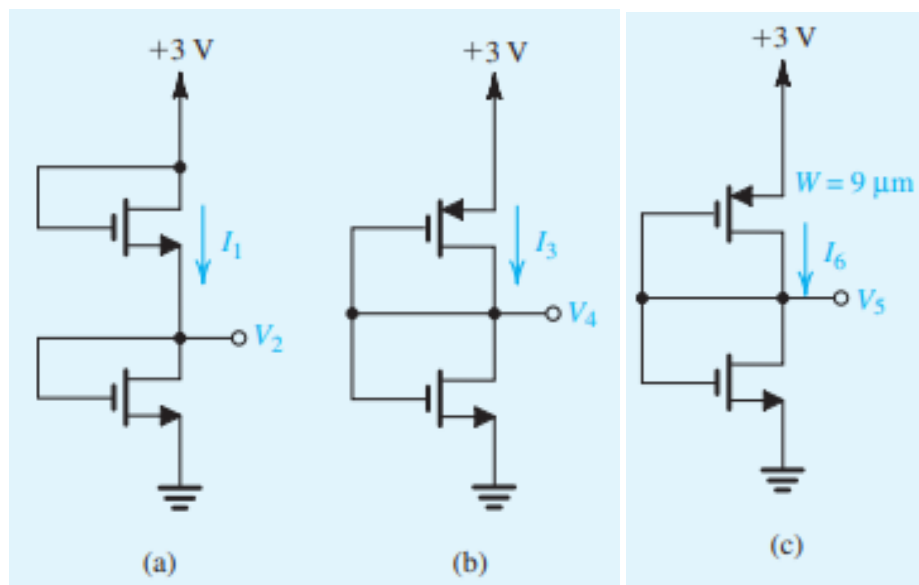 +3 V
I₁
V₂
(a)
+3 V
I₃
V₄
(b)
+3 V
W = 9 μm
I₆
V₅
(c)